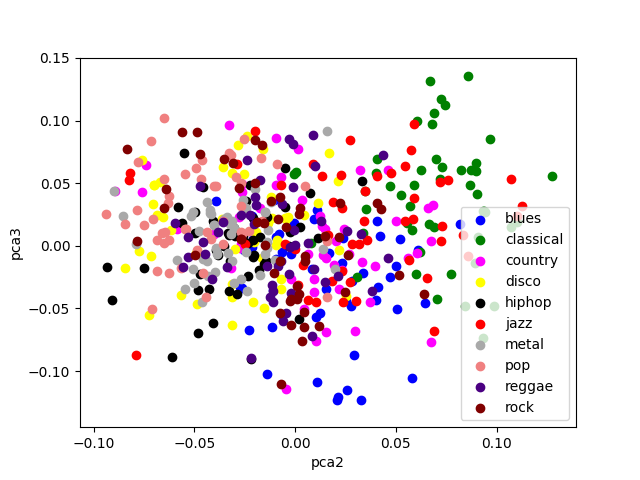 0.15
0.10
0.05
0.00
−0.05
−0.10
pca3
−0.10
−0.05
0.00
0.05
0.10
pca2
blues
classical
country
disco
hiphop
jazz
metal
pop
reggae
rock